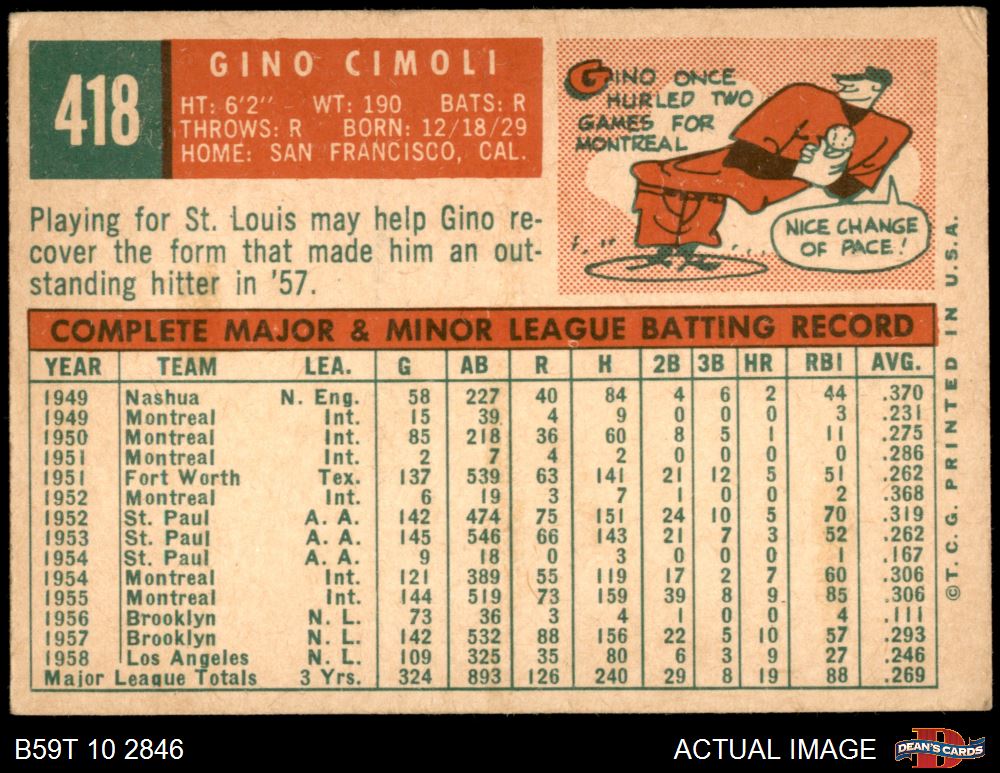 418
GINO CIMOLI
HT: 6'2" WT: 190 BATS: R
THROWS: R BORN: 12/18/29
HOME: SAN FRANCISCO, CAL.
GINO ONCE
HURLED TWO
GAMES FOR
MONTREAL
NICE CHANGE
OF PACE!
Playing for St. Louis may help Gino re-
cover the form that made him an out-
standing hitter in '57.
COMPLETE MAJOR & MINOR LEAGUE BATTING RECORD
YEAR TEAM LEA. G AB R H 2B 3B HR RBI AVG.
1949 Nashua N. Eng. 58 227 40 84 4 6 2 44 .370
1949 Montreal Int. 15 39 4 9 0 0 0 3 .231
1950 Montreal Int. 85 218 36 60 8 5 1 11 .275
1951 Montreal Int. 2 7 4 2 0 0 0 0 .286
1951 Fort Worth Tex. 137 539 63 141 21 12 5 51 .262
1952 Montreal Int. 6 19 3 7 1 0 0 2 .368
1952 St. Paul A. A. 142 474 75 151 24 10 5 70 .319
1953 St. Paul A. A. 145 546 66 143 21 7 3 52 .262
1954 St. Paul A. A. 9 18 0 3 0 0 0 1 .167
1954 Montreal Int. 121 389 55 119 17 2 7 60 .306
1955 Montreal Int. 144 519 73 159 39 8 9 85 .306
1956 Brooklyn N. L. 73 36 3 4 1 0 0 4 .111
1957 Brooklyn N. L. 142 532 88 156 22 5 10 57 .293
1958 Los Angeles N. L. 109 325 35 80 6 3 9 27 .246
Major League Totals 3 Yrs. 324 893 126 240 29 8 19 88 .269
©T.C.G. PRINTED IN U.S.A.
B59T 10 2846
ACTUAL IMAGE
D
DEAN'S CARDS